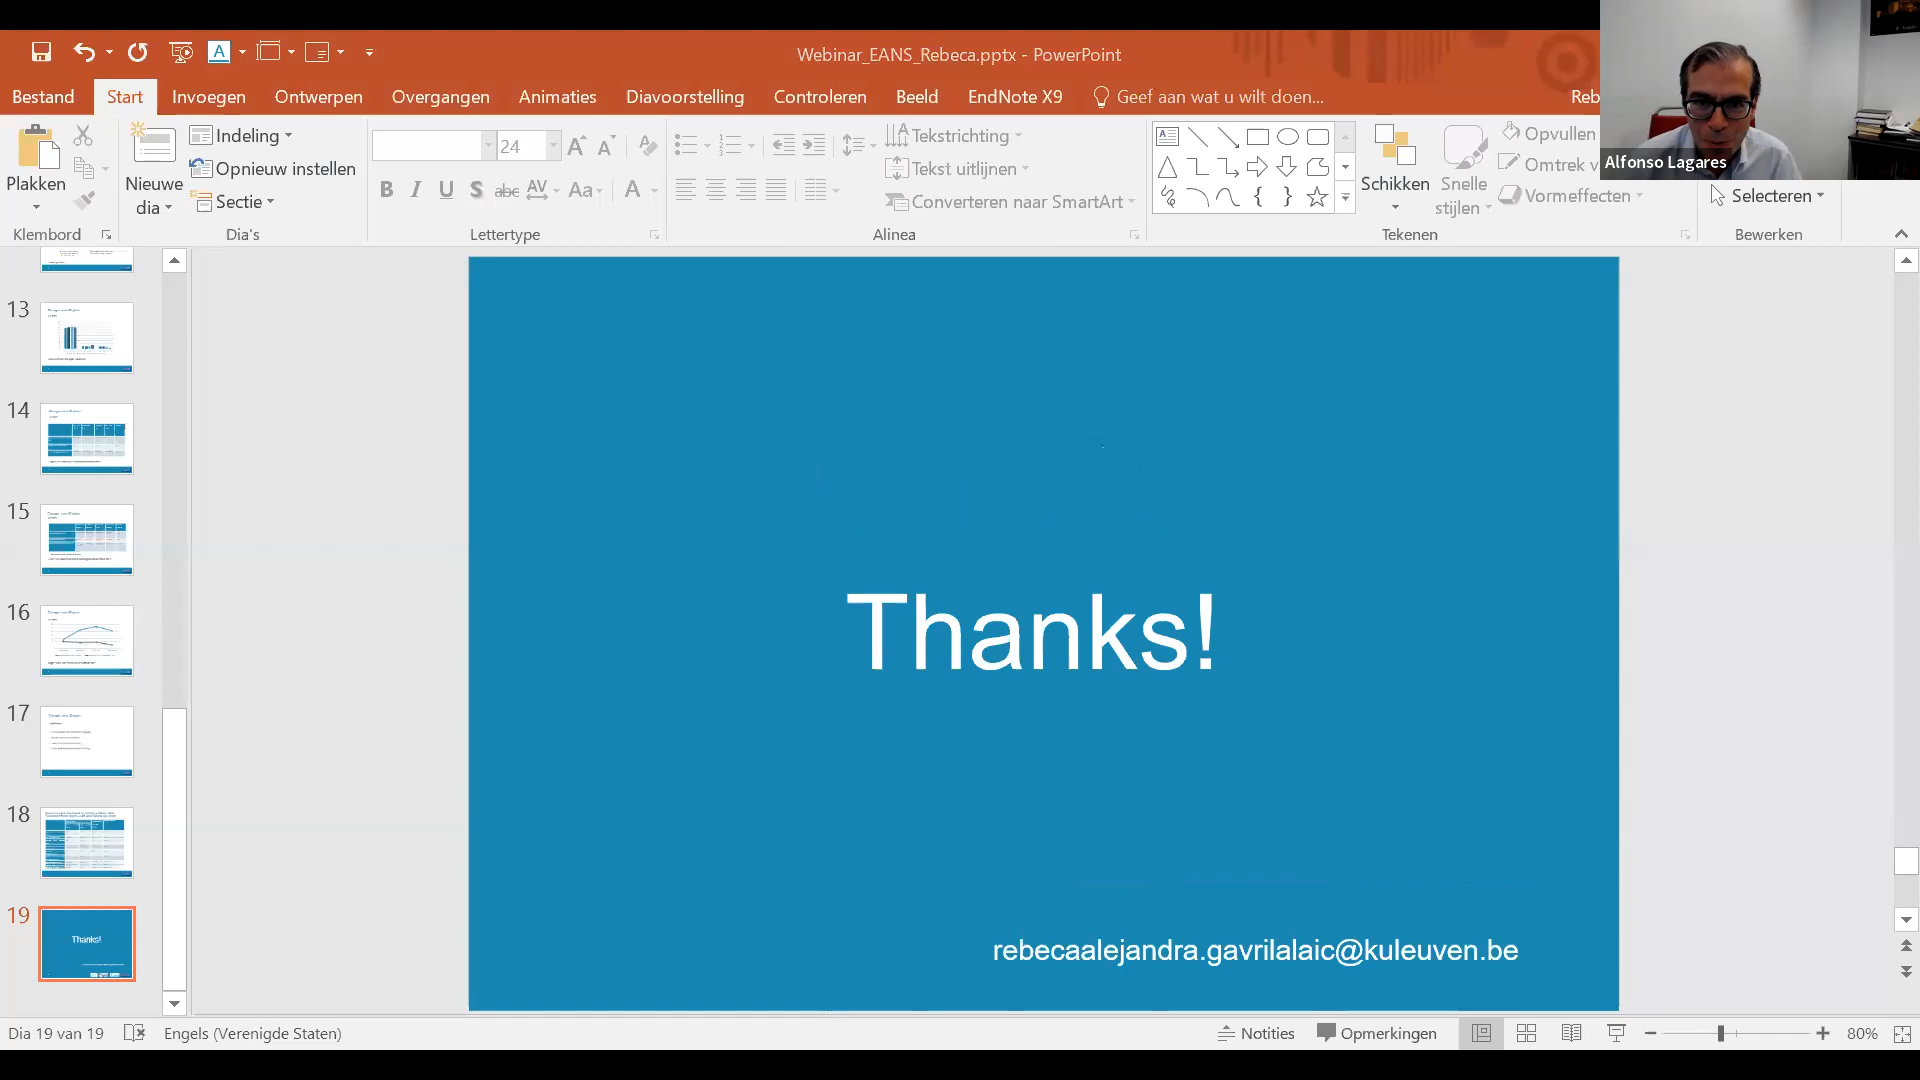 Webinar_EANS_Rebeca.pptx - PowerPoint
Bestand Start Invoegen Ontwerpen Overgangen Animaties Diavoorstelling Controleren Beeld EndNote X9 Geef aan wat u wilt doen... Reb
Plakken
Klembord
Nieuwe dia
Indeling
Opnieuw instellen
Sectie
Dia's
24
B I U S abc AV Aa A
Lettertype
Tekstrichting
Tekst uitlijnen
Converteren naar SmartArt
Alinea
Schikken
Snelle stijlen
Opvullen
Omtrek v
Vormeffecten
Tekenen
Alfonso Lagares
Selecteren
Bewerken
13
14
15
16
17
18
19
Thanks!
Thanks!
rebecaalejandra.gavrilalaic@kuleuven.be
Dia 19 van 19 Engels (Verenigde Staten) Notities Opmerkingen 80%